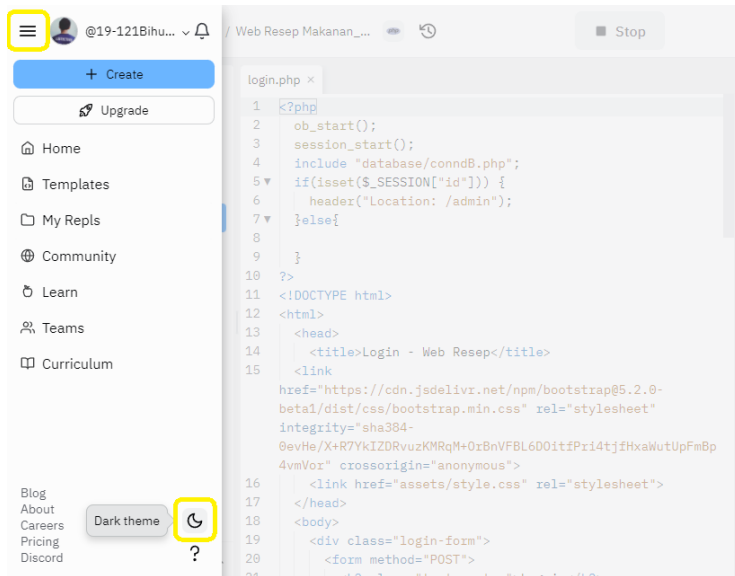 @19-121Bihu...
/ Web Resep Makanan_...
Stop
+ Create
Upgrade
Home
Templates
My Repls
Community
Learn
Teams
Curriculum
Blog
About
Careers
Pricing
Discord
Dark theme
?
login.php ×
1 <?php
2 ob_start();
3 session_start();
4 include "database/conndB.php";
5 if(isset($_SESSION["id"])) {
6 header("Location: /admin");
7 }else{
8
9 }
10 ?>
11 <!DOCTYPE html>
12 <html>
13 <head>
14 <title>Login - Web Resep</title>
15 <link
href="https://cdn.jsdelivr.net/npm/bootstrap@5.2.0-
beta1/dist/css/bootstrap.min.css" rel="stylesheet"
integrity="sha384-
0evHe/X+R7YkIZDRvuzKMRqM+OrBnVFBL6DOitfPri4tjfHxaWutUpFmBp
4vmVor" crossorigin="anonymous">
16 <link href="assets/style.css" rel="stylesheet">
17 </head>
18 <body>
19 <div class="login-form">
20 <form method="POST">